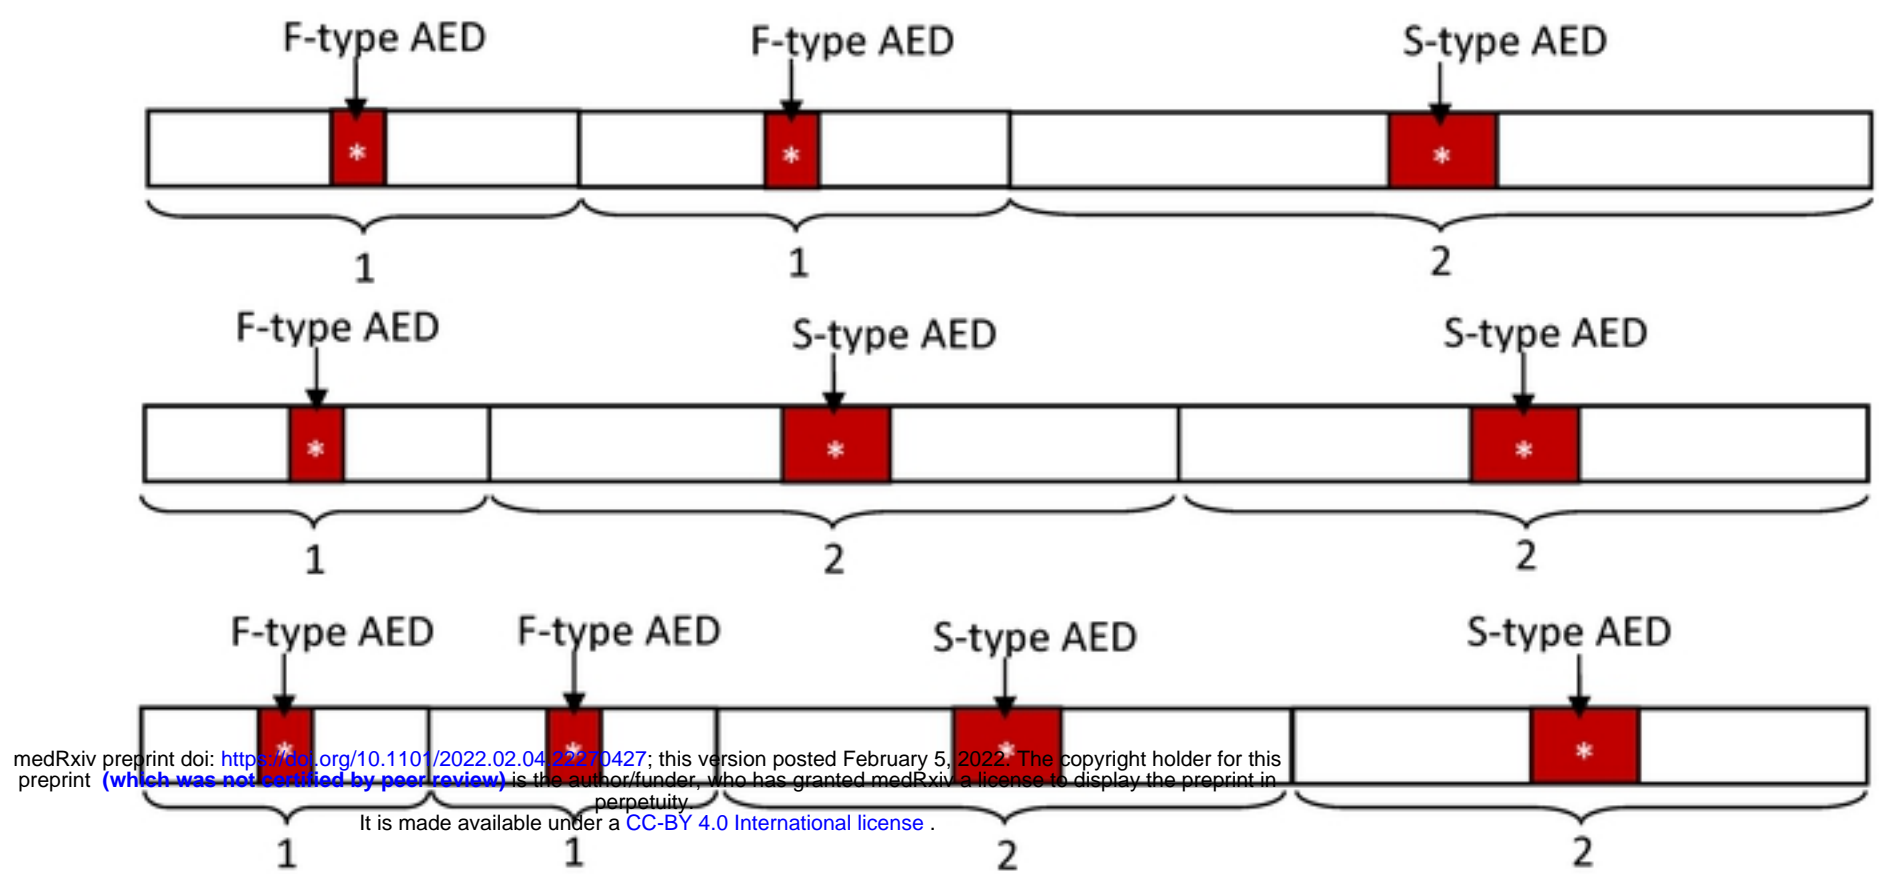 F-type AED F-type AED S-type AED
* * *
1 1 2
F-type AED S-type AED S-type AED
* * *
1 2 2
F-type AED F-type AED S-type AED S-type AED
* * * *
medRxiv preprint doi: https://doi.org/10.1101/2022.02.04.22270427; this version posted February 5, 2022. The copyright holder for this
preprint (which was not certified by peer review) is the author/funder, who has granted medRxiv a license to display the preprint in
perpetuity.
It is made available under a CC-BY 4.0 International license .
1 1 2 2